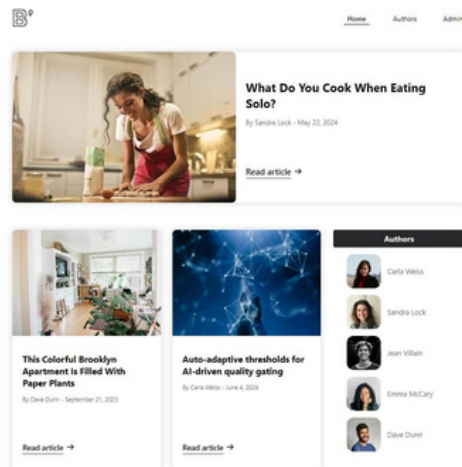 B
Home Authors Admin
What Do You Cook When Eating
Solo?
By Sandra Lock - May 22, 2024
Read article →
This Colorful Brooklyn
Apartment Is Filled With
Paper Plants
By Dave Dunn - September 21, 2023
Read article →
Auto-adaptive thresholds for
AI-driven quality gating
By Carla Weiss - June 4, 2024
Read article →
Authors
Carla Weiss
Sandra Lock
Jean Villain
Emma McCary
Dave Dunn